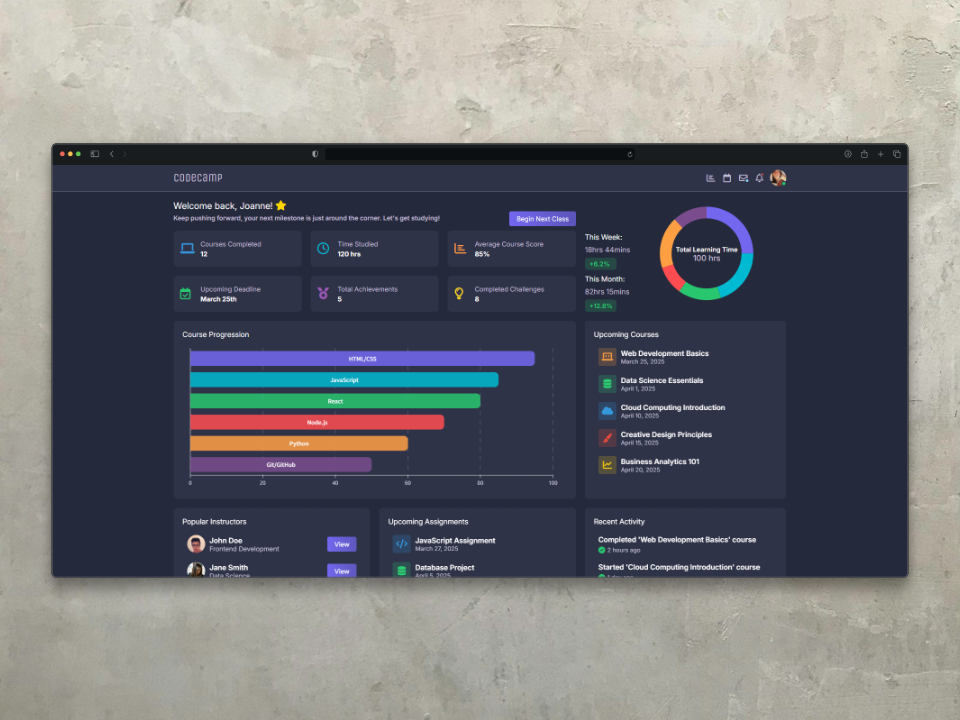 CODECAMP
Welcome back, Joanne!
Keep pushing forward, your next milestone is just around the corner. Let's get studying!
Begin Next Class
Courses Completed
12
Time Studied
120 hrs
Average Course Score
85%
Upcoming Deadline
March 25th
Total Achievements
5
Completed Challenges
8
This Week:
18hrs 44mins
+6.2%
This Month:
82hrs 15mins
+12.8%
Total Learning Time
100 hrs
Course Progression
HTML/CSS
JavaScript
React
Node.js
Python
Git/GitHub
0 20 40 60 80 100
Upcoming Courses
Web Development Basics
March 25, 2025
Data Science Essentials
April 1, 2025
Cloud Computing Introduction
April 10, 2025
Creative Design Principles
April 15, 2025
Business Analytics 101
April 20, 2025
Popular Instructors
John Doe
Frontend Development
View
Jane Smith
Data Science
View
Upcoming Assignments
JavaScript Assignment
March 27, 2025
Database Project
April 5, 2025
Recent Activity
Completed 'Web Development Basics' course
2 hours ago
Started 'Cloud Computing Introduction' course